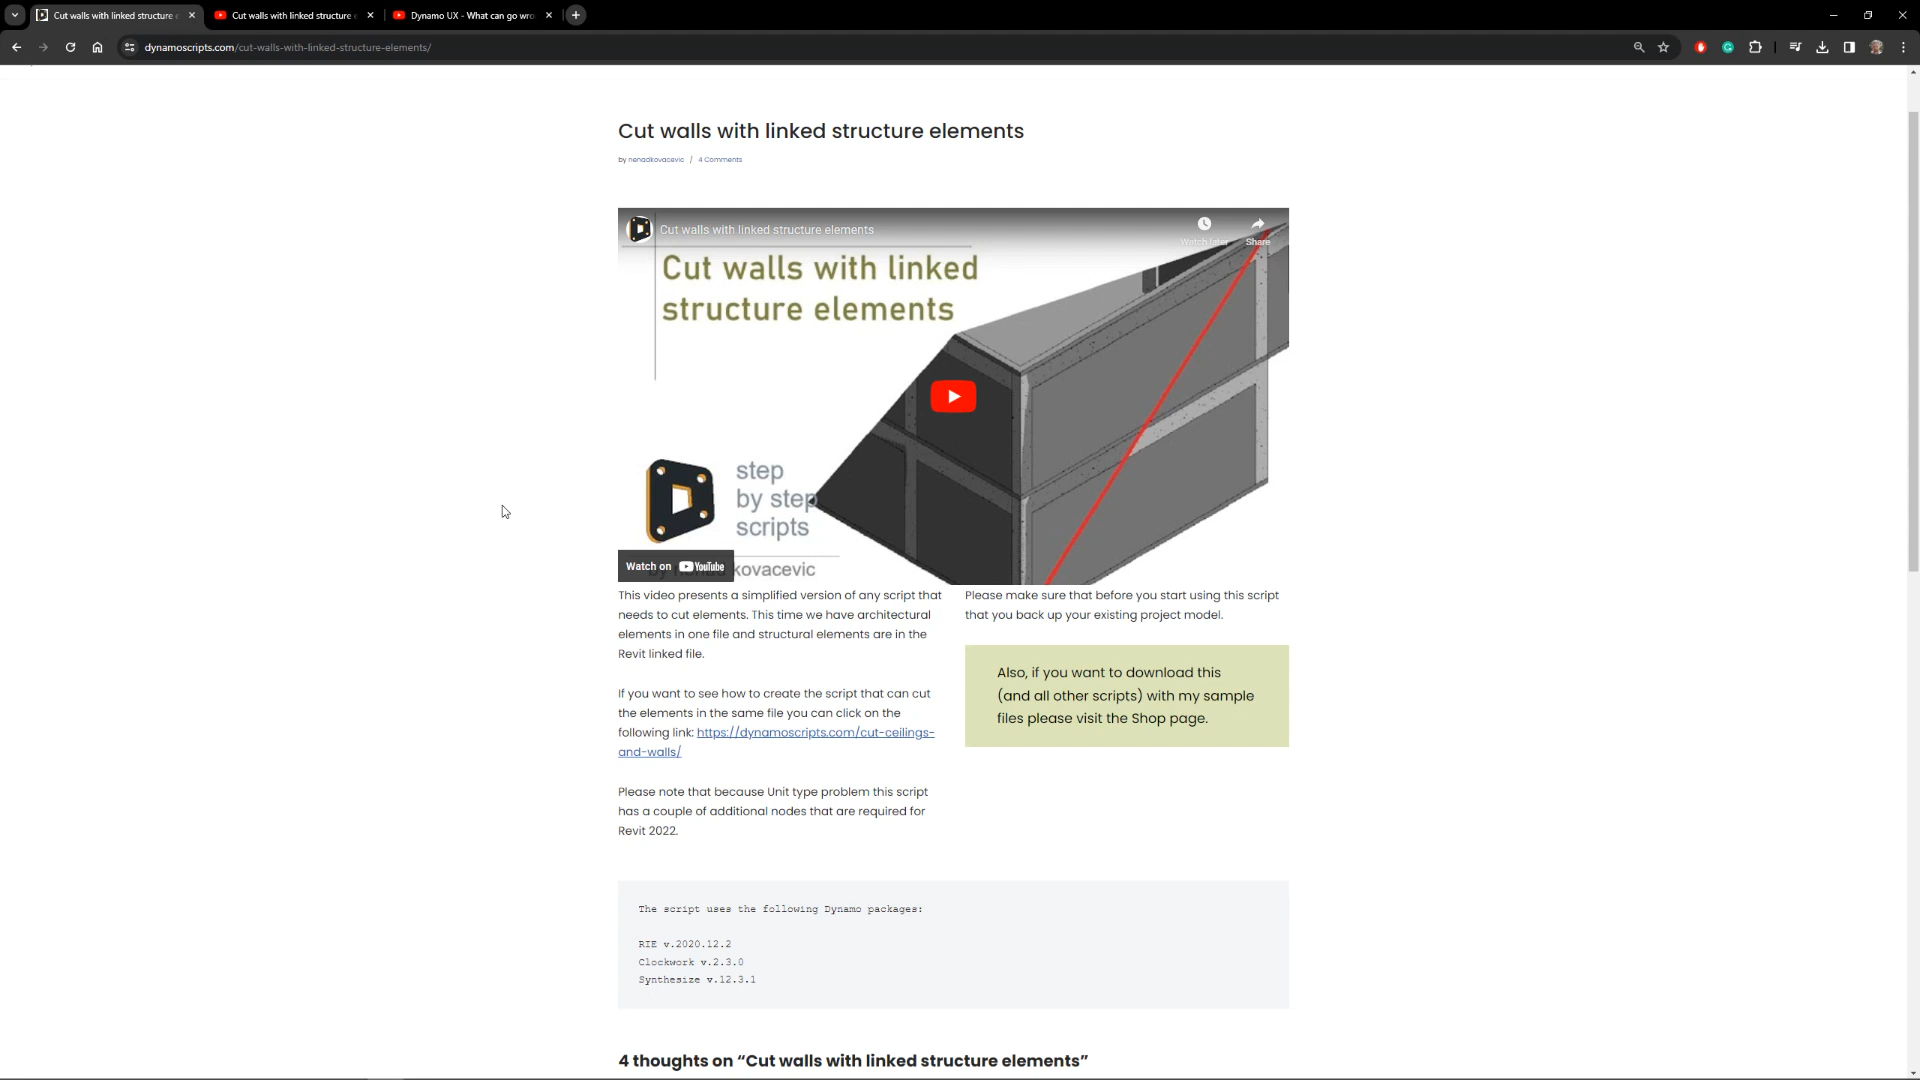 Cut walls with linked structure e
Cut walls with linked structure e
Dynamo UX - What can go wro
dynamoscripts.com/cut-walls-with-linked-structure-elements/
Cut walls with linked structure elements
by nenadkovacevic / 4 Comments
Cut walls with linked structure elements
Watch later
Share
Cut walls with linked
structure elements
step
by step
scripts
Watch on YouTube
kovacevic
This video presents a simplified version of any script that
needs to cut elements. This time we have architectural
elements in one file and structural elements are in the
Revit linked file.
If you want to see how to create the script that can cut
the elements in the same file you can click on the
following link: https://dynamoscripts.com/cut-ceilings-
and-walls/
Please note that because Unit type problem this script
has a couple of additional nodes that are required for
Revit 2022.
Please make sure that before you start using this script
that you back up your existing project model.
Also, if you want to download this
(and all other scripts) with my sample
files please visit the Shop page.
The script uses the following Dynamo packages:
RIE v.2020.12.2
Clockwork v.2.3.0
Synthesize v.12.3.1
4 thoughts on “Cut walls with linked structure elements”